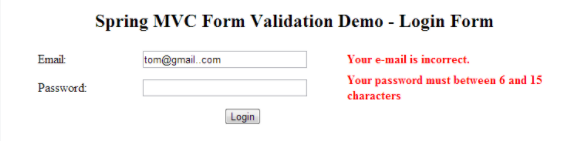 Spring MVC Form Validation Demo - Login Form
Email: tom@gmail..com Your e-mail is incorrect.
Password: Your password must between 6 and 15
characters
Login